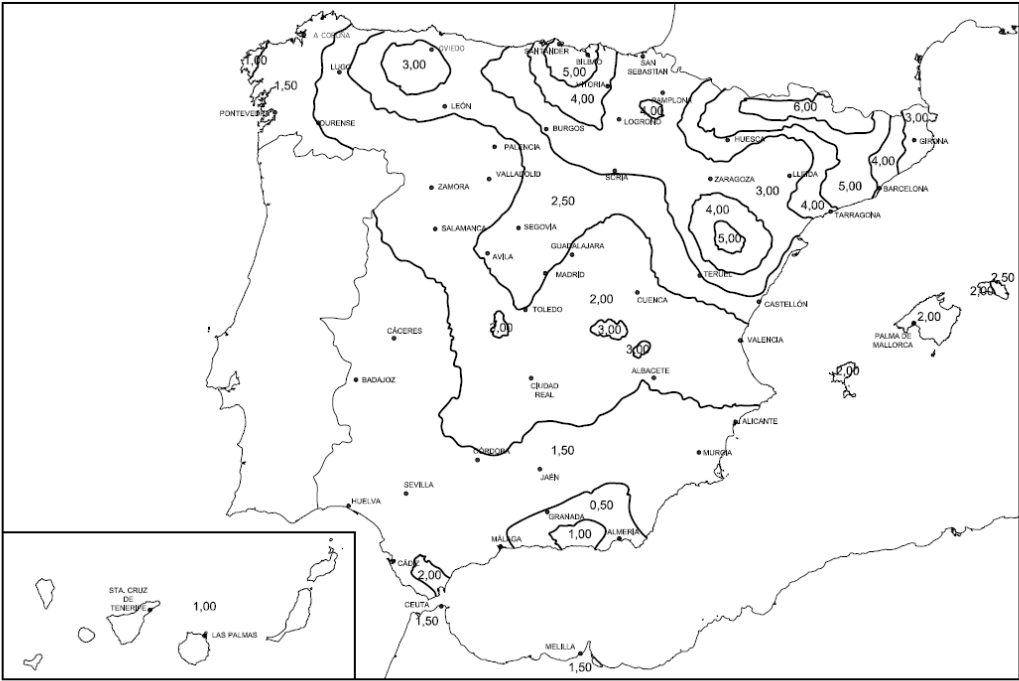 A CORUÑA
OVIEDO
SANTANDER
BILBAO
SAN
SEBASTIAN
1,00
LUGO
3,00
5,00
VITORIA
1,50
4,00
PAMPLONA
4,00
6,00
PONTEVEDRA
OURENSE
LEÓN
BURGOS
LOGROÑO
HUESCA
3,00
GIRONA
PALENCIA
4,00
ZAMORA
VALLADOLID
SORIA
ZARAGOZA
3,00
LLEIDA
5,00
BARCELONA
2,50
4,00
4,00
TARRAGONA
SALAMANCA
SEGOVIA
5,00
AVILA
GUADALAJARA
MADRID
TERUEL
2,50
2,00
2,00
CUENCA
CASTELLÓN
TOLEDO
2,00
3,00
2,00
CÁCERES
VALENCIA
PALMA DE
MALLORCA
3,00
BADAJOZ
CIUDAD
REAL
ALBACETE
2,00
ALICANTE
CÓRDOBA
1,50
MURCIA
JAÉN
SEVILLA
HUELVA
GRANADA
0,50
MÁLAGA
1,00
ALMERÍA
CÁDIZ
2,00
CEUTA
1,50
MELILLA
1,50
STA. CRUZ
DE
TENERIFE
1,00
LAS PALMAS